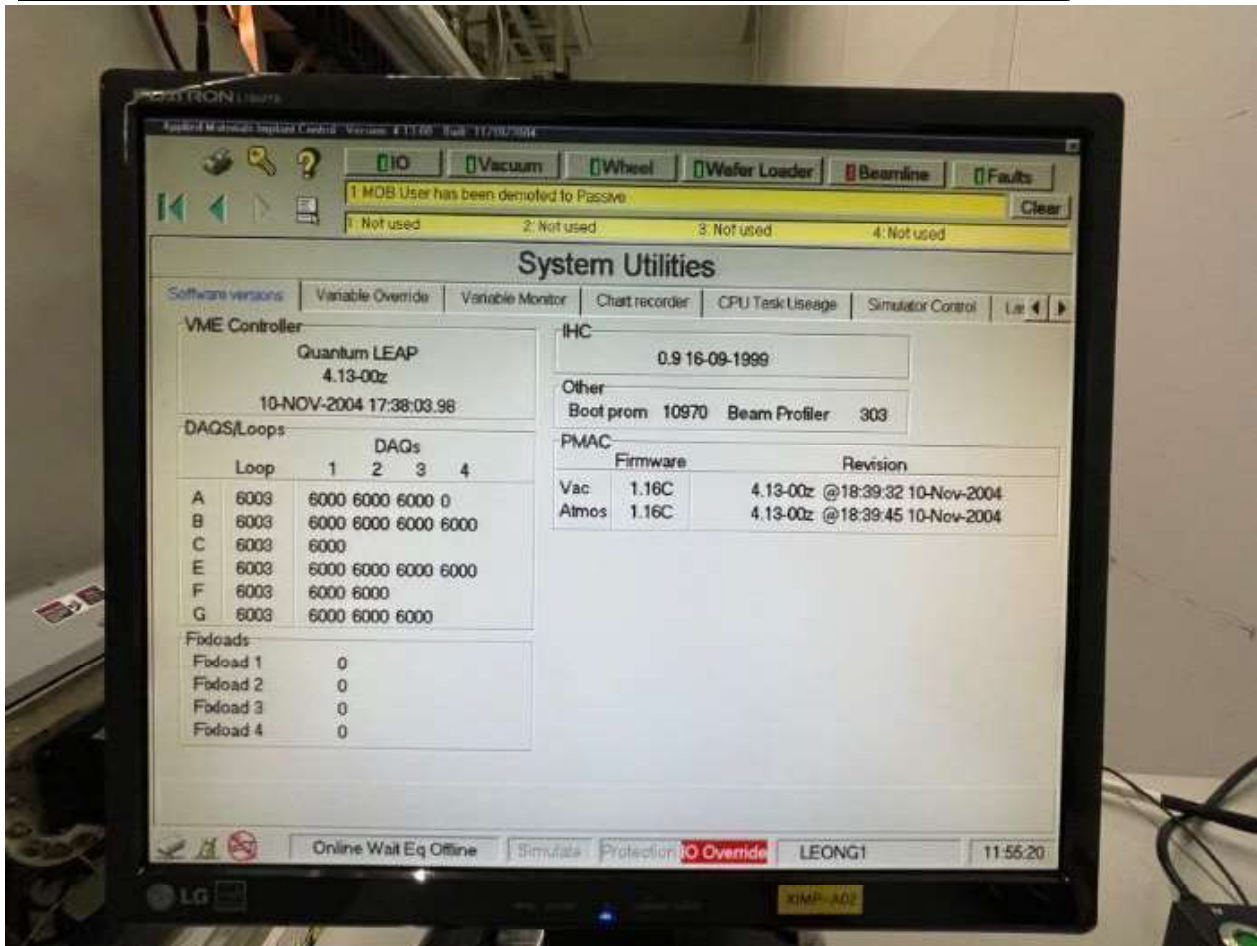 FLATRON L1901TS
Applied Materials Implant Control Version 4.13.00 Built 11/10/2004
IO Vacuum Wheel Wafer Loader Beamline Faults
1 MOB User has been demoted to Passive
Clear
1: Not used 2: Not used 3: Not used 4: Not used
System Utilities
Software versions Variable Override Variable Monitor Chart recorder CPU Task Useage Simulator Control
VME Controller
Quantum LEAP
4.13-00z
10-NOV-2004 17:38:03.98
IHC
0.9 16-09-1999
Other
Boot prom 10970 Beam Profiler 303
DAQS/Loops
DAQs
Loop 1 2 3 4
A 6003 6000 6000 6000 0
B 6003 6000 6000 6000 6000
C 6003 6000
E 6003 6000 6000 6000 6000
F 6003 6000 6000
G 6003 6000 6000 6000
PMAC
Firmware Revision
Vac 1.16C 4.13-00z @18:39:32 10-Nov-2004
Atmos 1.16C 4.13-00z @18:39:45 10-Nov-2004
Fixloads
Fixload 1 0
Fixload 2 0
Fixload 3 0
Fixload 4 0
Online Wait Eq Offline Simulate Protection IO Override LEONG1 11:55:20
LG
XIMP-A02